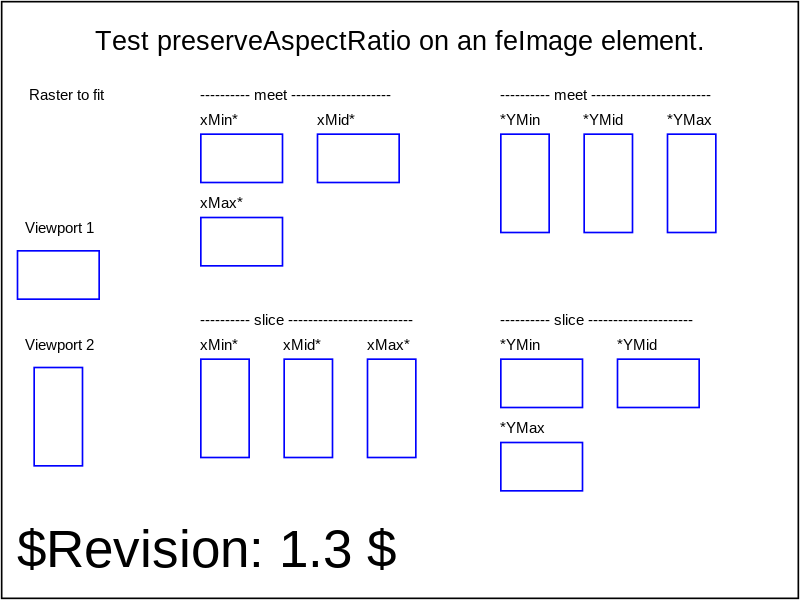 Test preserveAspectRatio on an feImage element.
Raster to fit
---------- meet --------------------
xMin*
xMid*
xMax*
---------- meet ------------------------
*YMin
*YMid
*YMax
Viewport 1
Viewport 2
---------- slice -------------------------
xMin*
xMid*
xMax*
---------- slice ---------------------
*YMin
*YMid
*YMax
$Revision: 1.3 $